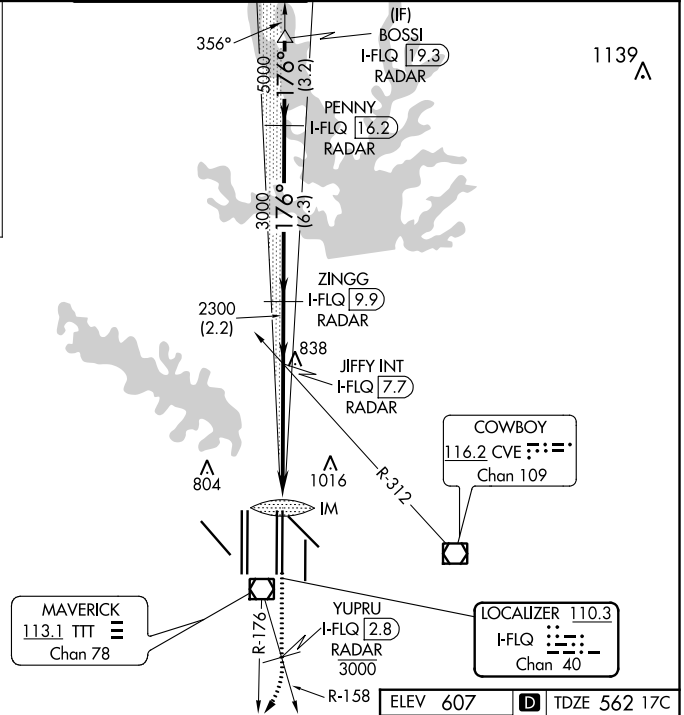 356°
(IF)
BOSSI
I-FLQ 19.3
RADAR
1139
5000
176°
(3.2)
PENNY
I-FLQ 16.2
RADAR
3000
176°
(6.3)
ZINGG
I-FLQ 9.9
RADAR
2300
(2.2)
838
JIFFY INT
I-FLQ 7.7
RADAR
COWBOY
116.2 CVE
Chan 109
R-312
804
1016
IM
MAVERICK
113.1 TTT
Chan 78
R-176
YUPRU
I-FLQ 2.8
RADAR
3000
R-158
LOCALIZER 110.3
I-FLQ
Chan 40
ELEV 607 D TDZE 562 17C